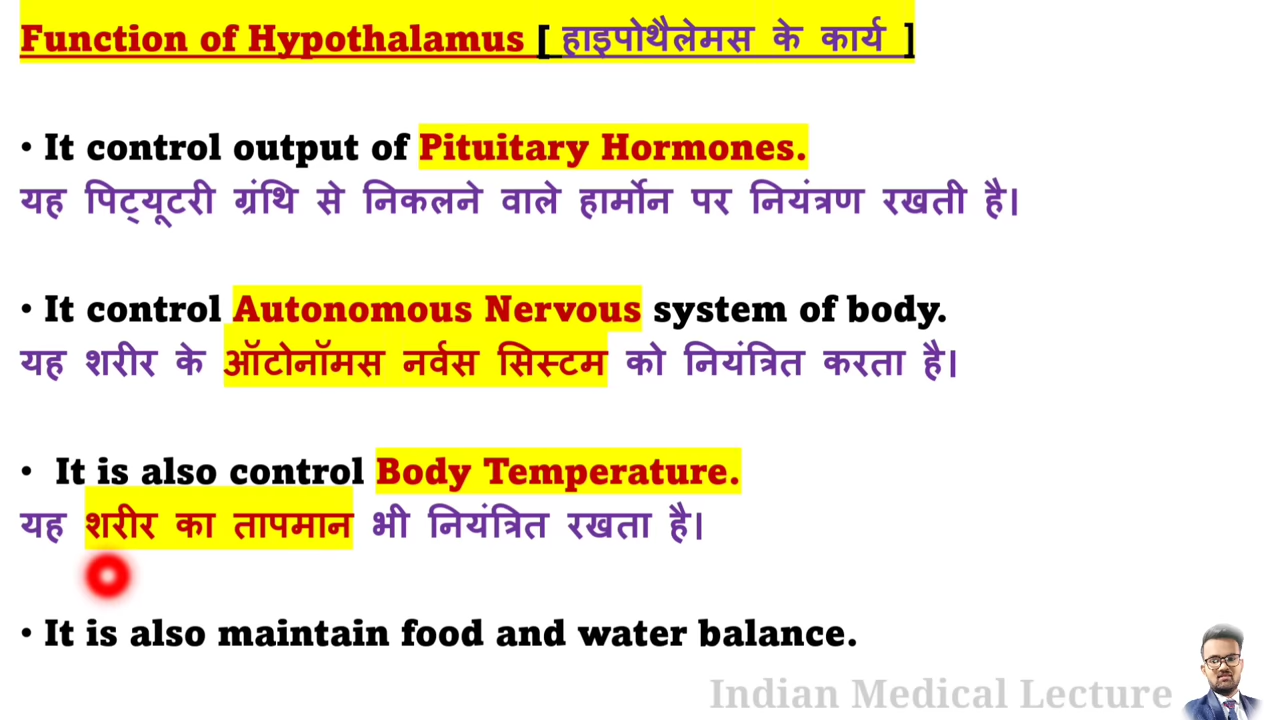 Function of Hypothalamus [ हाइपोथैलेमस के कार्य ]
• It control output of Pituitary Hormones.
यह पिट्यूटरी ग्रंथि से निकलने वाले हार्मोन पर नियंत्रण रखती है।
• It control Autonomous Nervous system of body.
यह शरीर के ऑटोनॉमस नर्वस सिस्टम को नियंत्रित करता है।
• It is also control Body Temperature.
यह शरीर का तापमान भी नियंत्रित रखता है।
• It is also maintain food and water balance.
Indian Medical Lecture